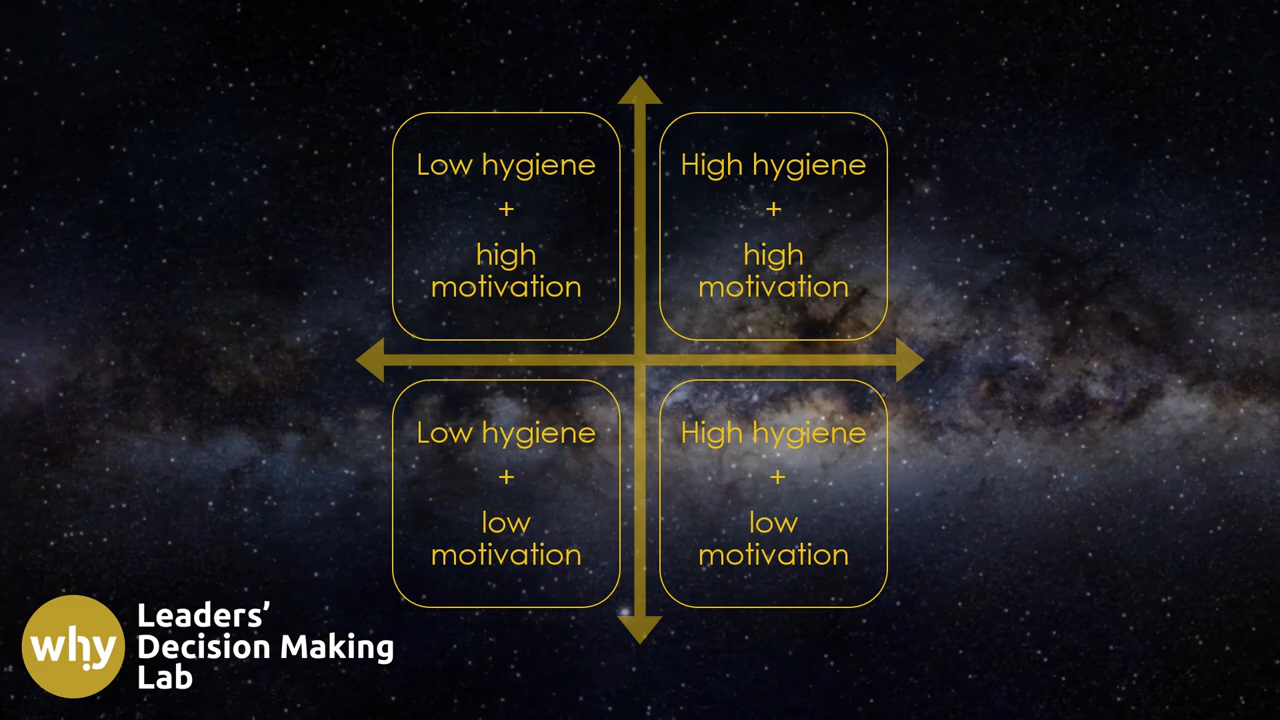 Low hygiene
+
high
motivation
High hygiene
+
high
motivation
Low hygiene
+
low
motivation
High hygiene
+
low
motivation
why
Leaders’
Decision Making
Lab